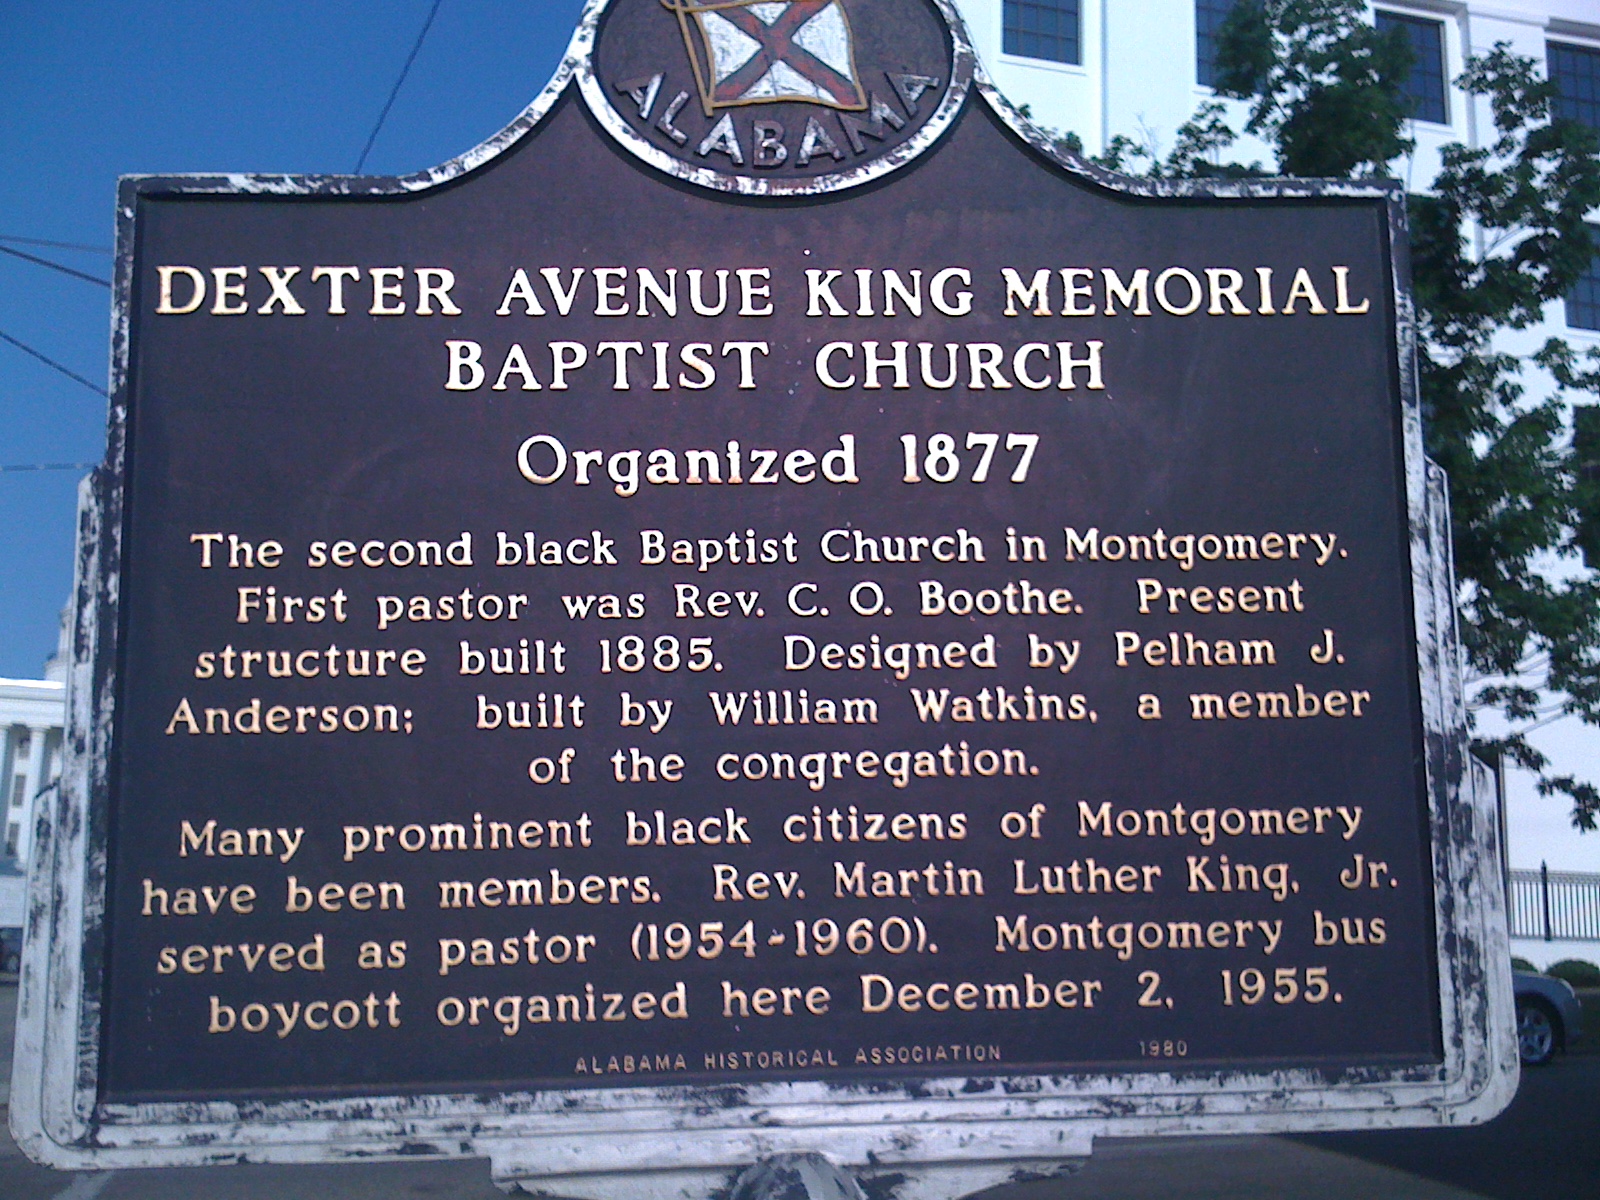 ALABAMA
DEXTER AVENUE KING MEMORIAL
BAPTIST CHURCH
Organized 1877
The second black Baptist Church in Montgomery.
First pastor was Rev. C. O. Boothe. Present
structure built 1885. Designed by Pelham J.
Anderson; built by William Watkins, a member
of the congregation.
Many prominent black citizens of Montgomery
have been members. Rev. Martin Luther King, Jr.
served as pastor (1954-1960). Montgomery bus
boycott organized here December 2, 1955.
ALABAMA HISTORICAL ASSOCIATION 1980